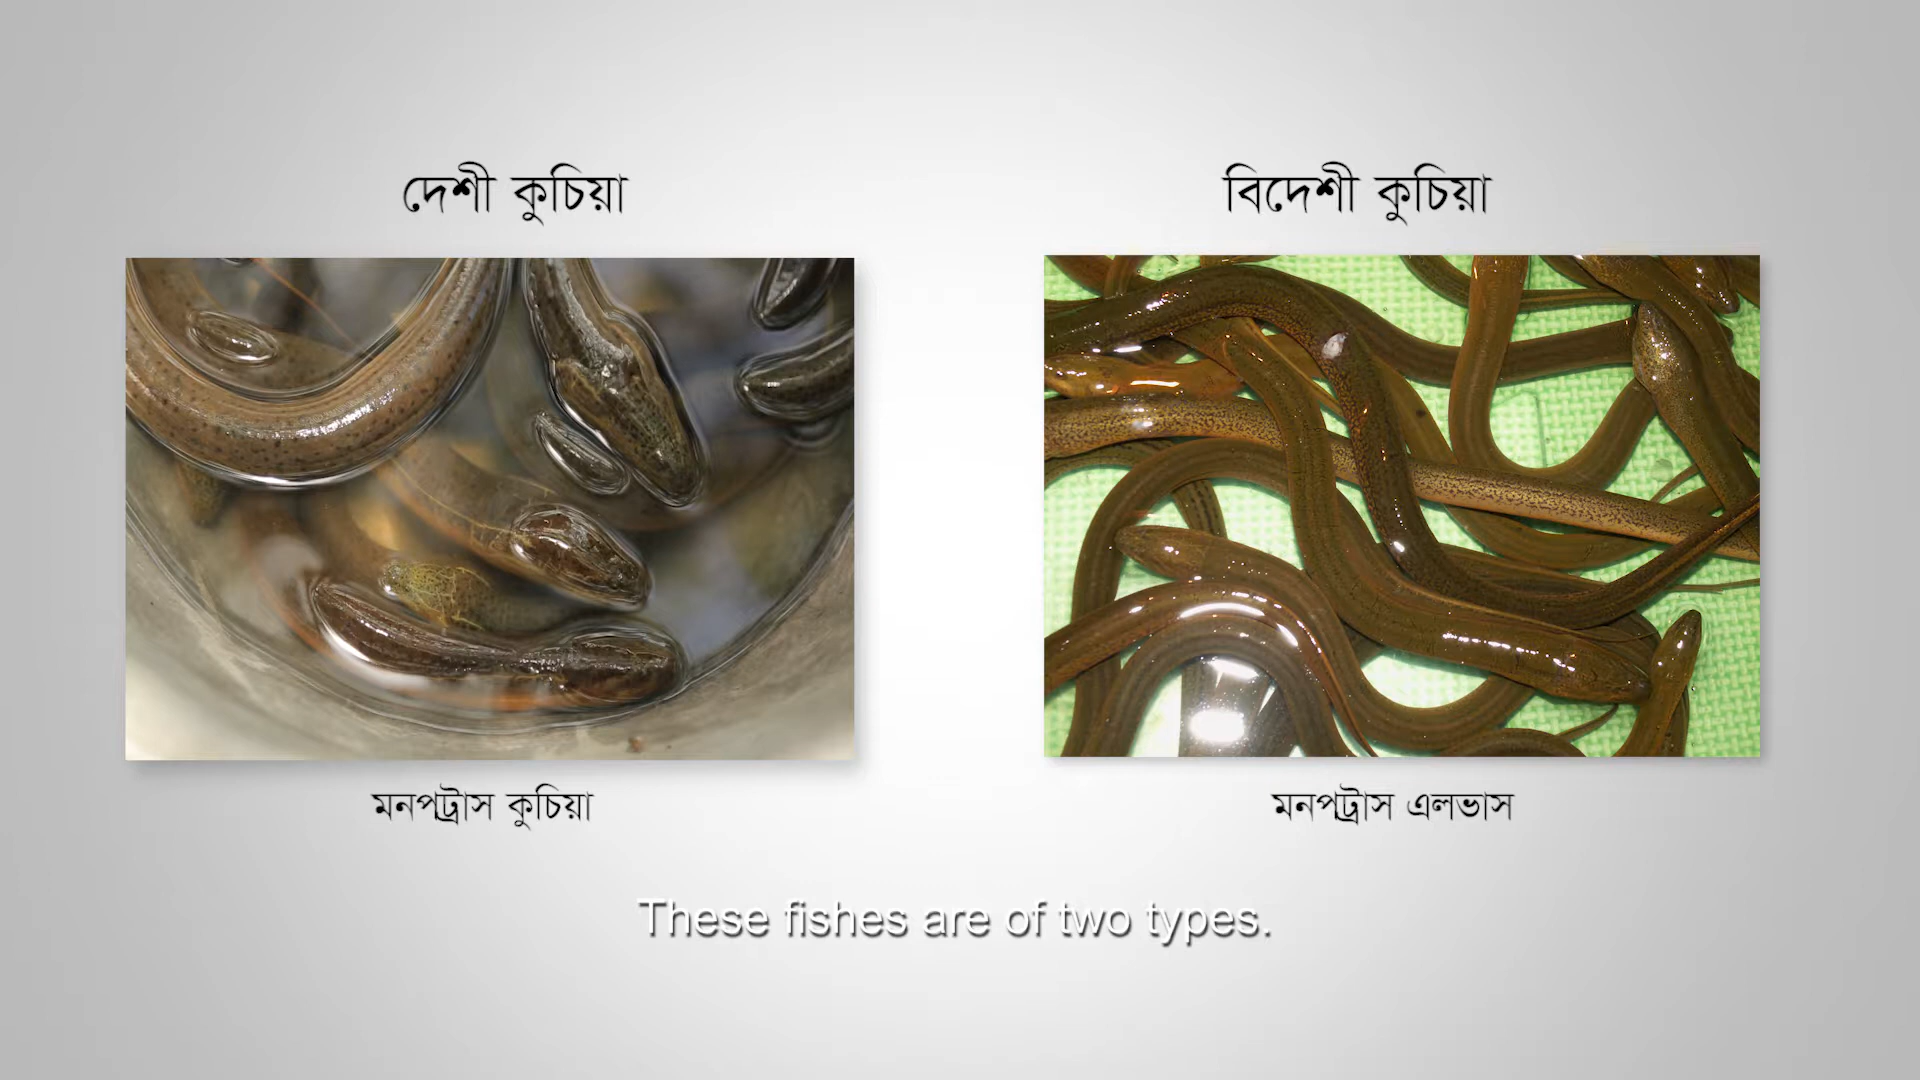 দেশী কুচিয়া
বিদেশী কুচিয়া
মনপট্রাস কুচিয়া
মনপট্রাস এলভাস
These fishes are of two types.